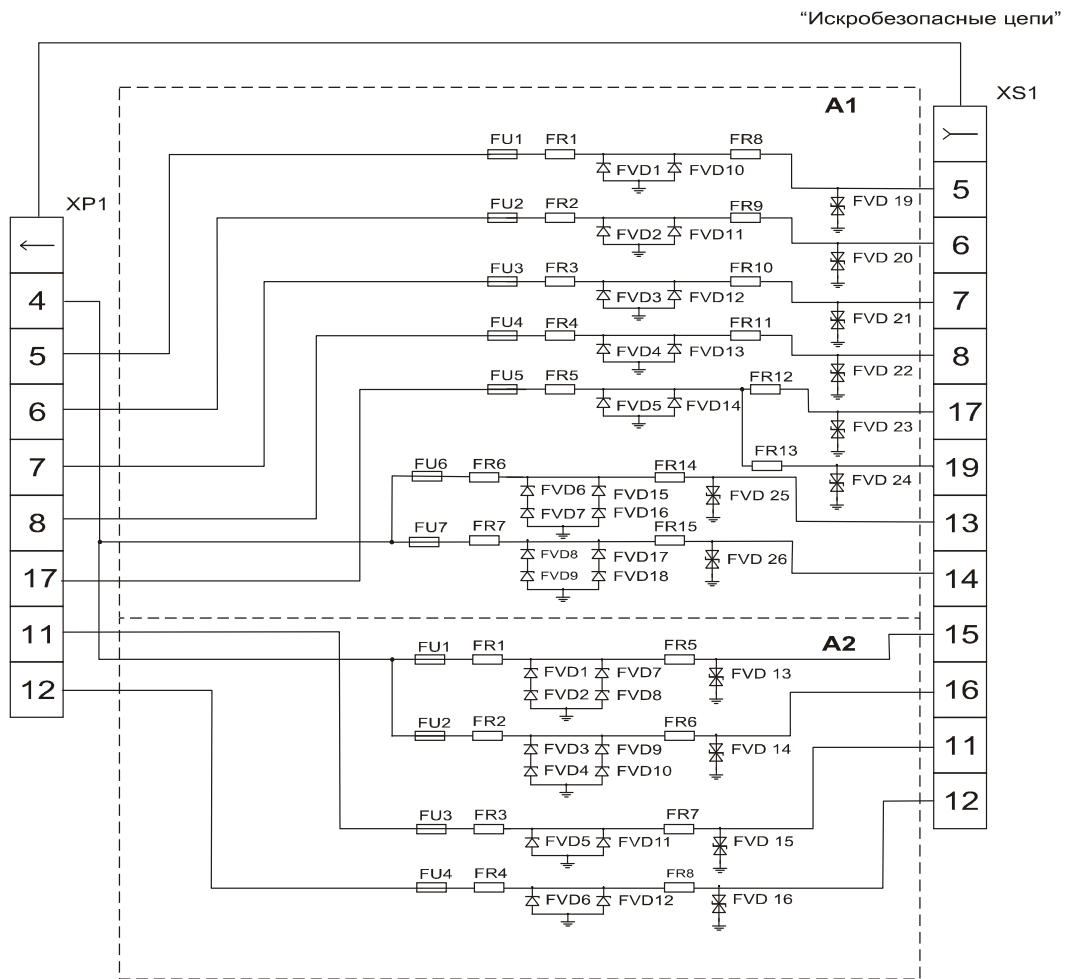 “Искробезопасные цепи”
XS1
A1
FU1 FR1 FR8
FVD1 FVD10
5
FVD 19
XP1
FU2 FR2 FR9
FVD2 FVD11
6
FVD 20
FU3 FR3 FR10
4
FVD3 FVD12
7
FVD 21
FU4 FR4 FR11
5
FVD4 FVD13
8
FVD 22
FU5 FR5 FR12
6
FVD5 FVD14
17
FVD 23
FR13
7
19
FU6 FR6 FR14
FVD 24
FVD6 FVD15 FVD 25
FVD7 FVD16
8
13
FU7 FR7 FR15
FVD8 FVD17 FVD 26
FVD9 FVD18
17
14
11
15
A2
FU1 FR1 FR5
FVD1 FVD7 FVD 13
FVD2 FVD8
12
16
FU2 FR2 FR6
FVD3 FVD9 FVD 14
FVD4 FVD10
11
12
FU3 FR3 FR7
FVD5 FVD11 FVD 15
FU4 FR4 FR8
FVD6 FVD12 FVD 16